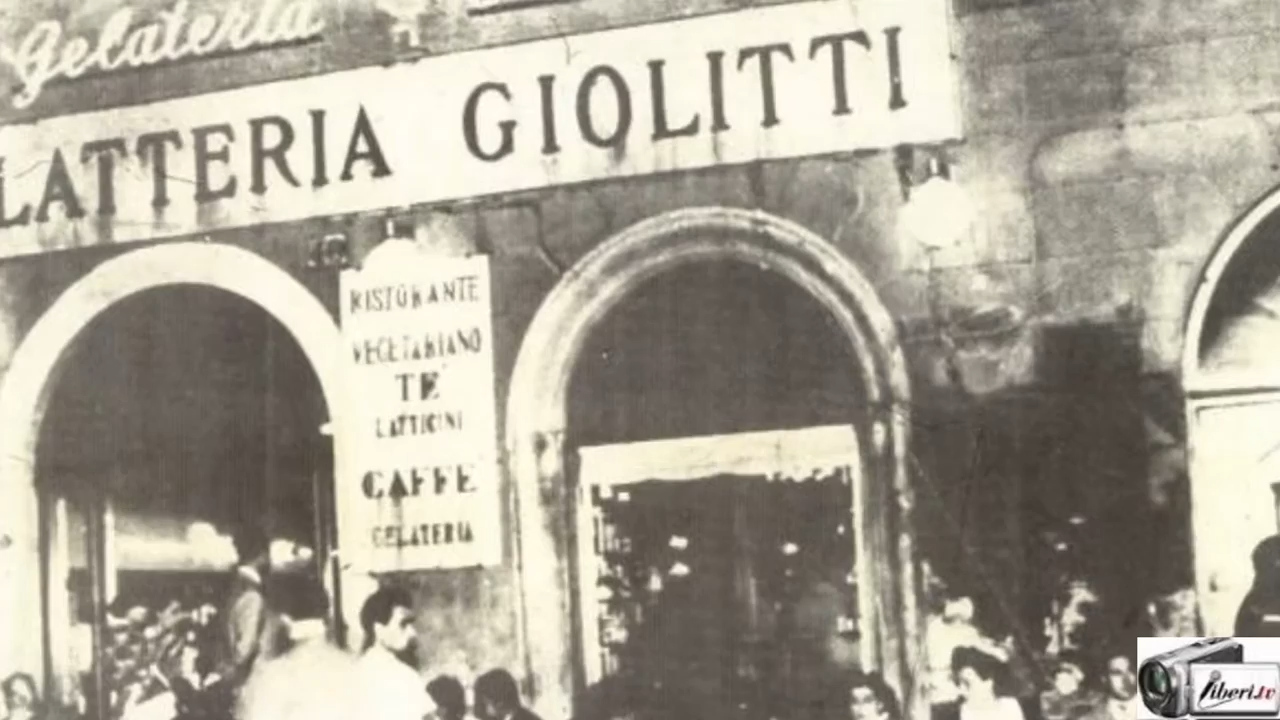 Gelateria
LATTERIA GIOLITTI
RISTORANTE
VEGETARIANO
TE
LATTICINI
CAFFE
GELATERIA
liberi.tv